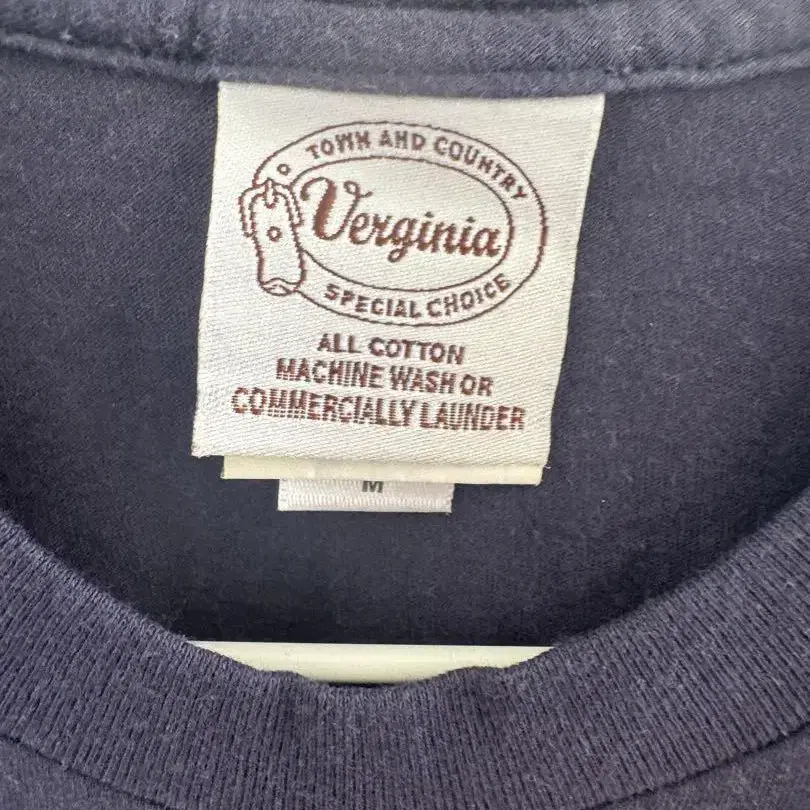 TOWN AND COUNTRY
Verginia
SPECIAL CHOICE
ALL COTTON
MACHINE WASH OR
COMMERCIALLY LAUNDER
M